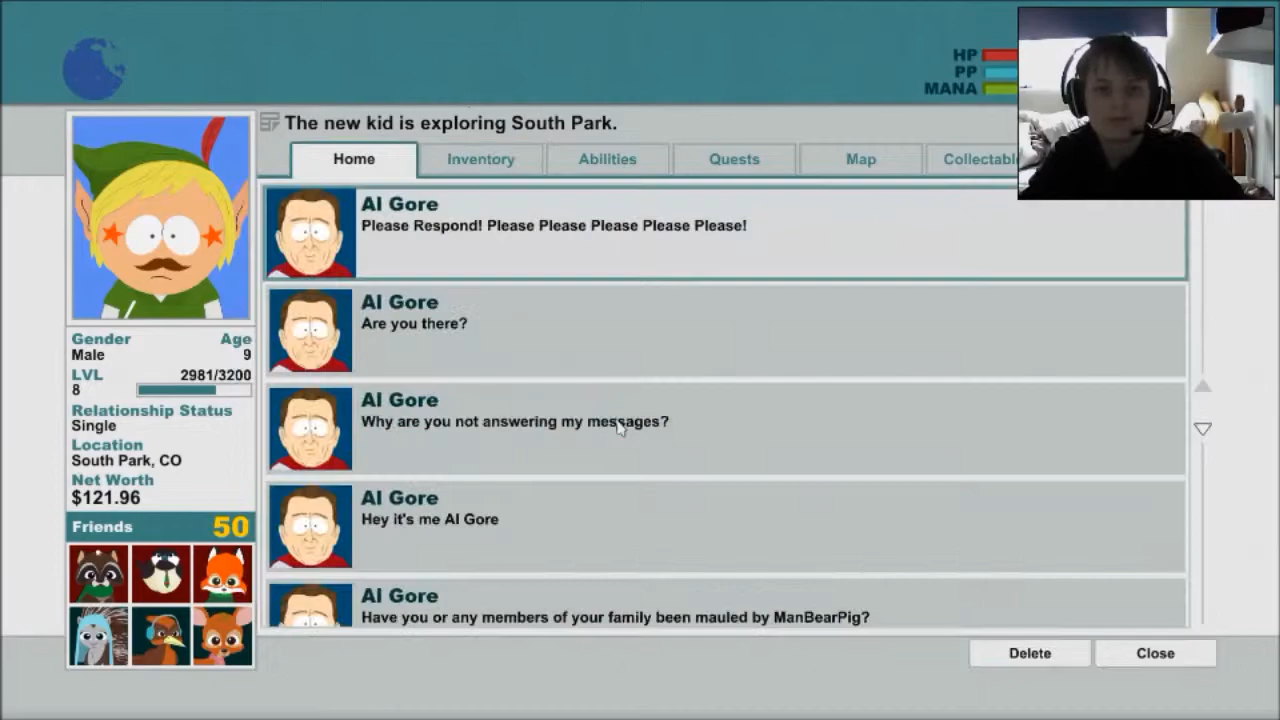 HP
PP
MANA
The new kid is exploring South Park.
Home
Inventory
Abilities
Quests
Map
Collectabl
Al Gore
Please Respond! Please Please Please Please Please!
Al Gore
Are you there?
Al Gore
Why are you not answering my messages?
Al Gore
Hey it's me Al Gore
Al Gore
Have you or any members of your family been mauled by ManBearPig?
Gender Age
Male 9
LVL 2981/3200
8
Relationship Status
Single
Location
South Park, CO
Net Worth
$121.96
Friends 50
Delete
Close